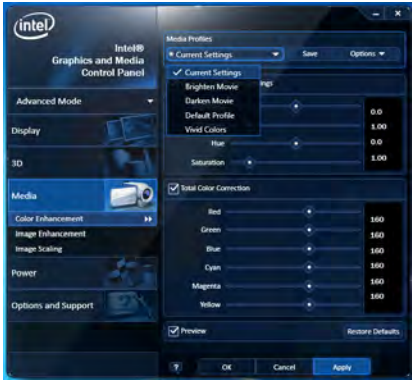 intel
Intel®
Graphics and Media
Control Panel
Advanced Mode
Display
3D
Media
Color Enhancement
Image Enhancement
Image Scaling
Power
Options and Support
Media Profiles
* Current Settings
Save
Options
✓ Current Settings
Brighten Movie
Darken Movie
Default Profile
Vivid Colors
ngs
0.0
1.00
Hue 0.0
Saturation 1.00
Total Color Correction
Red 160
Green 160
Blue 160
Cyan 160
Magenta 160
Yellow 160
Preview
Restore Defaults
? OK Cancel Apply